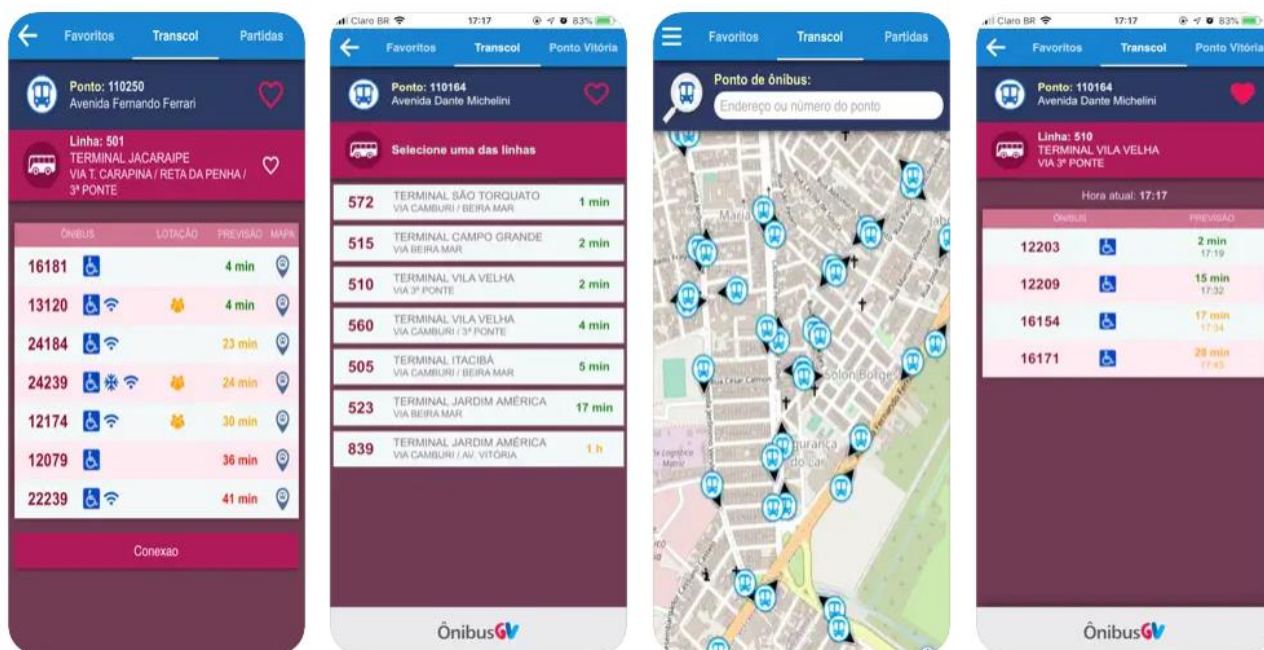 Favoritos Transcol Partidas
Ponto: 110250
Avenida Fernando Ferrari
Linha: 501
TERMINAL JACARAIPE
VIA T. CARAPINA / RETA DA PENHA /
3ª PONTE
ÔNIBUS LOTAÇÃO PREVISÃO MAPA
16181 4 min
13120 4 min
24184 23 min
24239 24 min
12174 30 min
12079 36 min
22239 41 min
Conexao
Claro BR 17:17 83%
Favoritos Transcol Ponto Vitória
Ponto: 110164
Avenida Dante Michelini
Selecione uma das linhas
572 TERMINAL SÃO TORQUATO 1 min
VIA CAMBURI / BEIRA MAR
515 TERMINAL CAMPO GRANDE 2 min
VIA BEIRA MAR
510 TERMINAL VILA VELHA 2 min
VIA 3ª PONTE
560 TERMINAL VILA VELHA 4 min
VIA CAMBURI / 3ª PONTE
505 TERMINAL ITACIBÁ 5 min
VIA CAMBURI / BEIRA MAR
523 TERMINAL JARDIM AMÉRICA 17 min
VIA BEIRA MAR
839 TERMINAL JARDIM AMÉRICA 1 h
VIA CAMBURI / AV. VITÓRIA
ÔnibusGV
Favoritos Transcol Partidas
Ponto de ônibus:
Endereço ou número do ponto
Maria
Rua César Calmon
Solon Borges
gurança
do Lar
Claro BR 17:17 83%
Favoritos Transcol Ponto Vitória
Ponto: 110164
Avenida Dante Michelini
Linha: 510
TERMINAL VILA VELHA
VIA 3ª PONTE
Hora atual: 17:17
ÔNIBUS PREVISÃO
12203 2 min
17:19
12209 15 min
17:32
16154 17 min
17:34
16171 28 min
17:45
ÔnibusGV